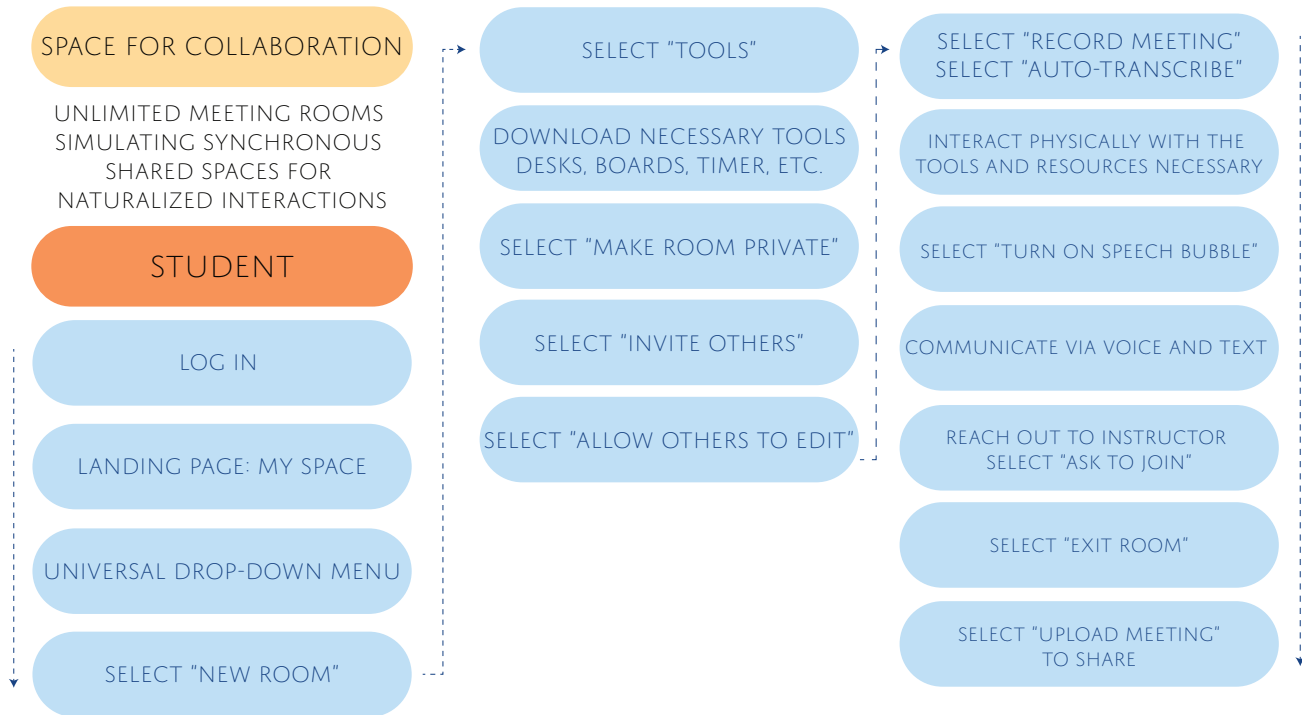 SPACE FOR COLLABORATION
UNLIMITED MEETING ROOMS
SIMULATING SYNCHRONOUS
SHARED SPACES FOR
NATURALIZED INTERACTIONS
STUDENT
LOG IN
LANDING PAGE: MY SPACE
UNIVERSAL DROP-DOWN MENU
SELECT "NEW ROOM"
SELECT "TOOLS"
DOWNLOAD NECESSARY TOOLS
DESKS, BOARDS, TIMER, ETC.
SELECT "MAKE ROOM PRIVATE"
SELECT "INVITE OTHERS"
SELECT "ALLOW OTHERS TO EDIT"
SELECT "RECORD MEETING"
SELECT "AUTO-TRANSCRIBE"
INTERACT PHYSICALLY WITH THE
TOOLS AND RESOURCES NECESSARY
SELECT "TURN ON SPEECH BUBBLE"
COMMUNICATE VIA VOICE AND TEXT
REACH OUT TO INSTRUCTOR
SELECT "ASK TO JOIN"
SELECT "EXIT ROOM"
SELECT "UPLOAD MEETING"
TO SHARE